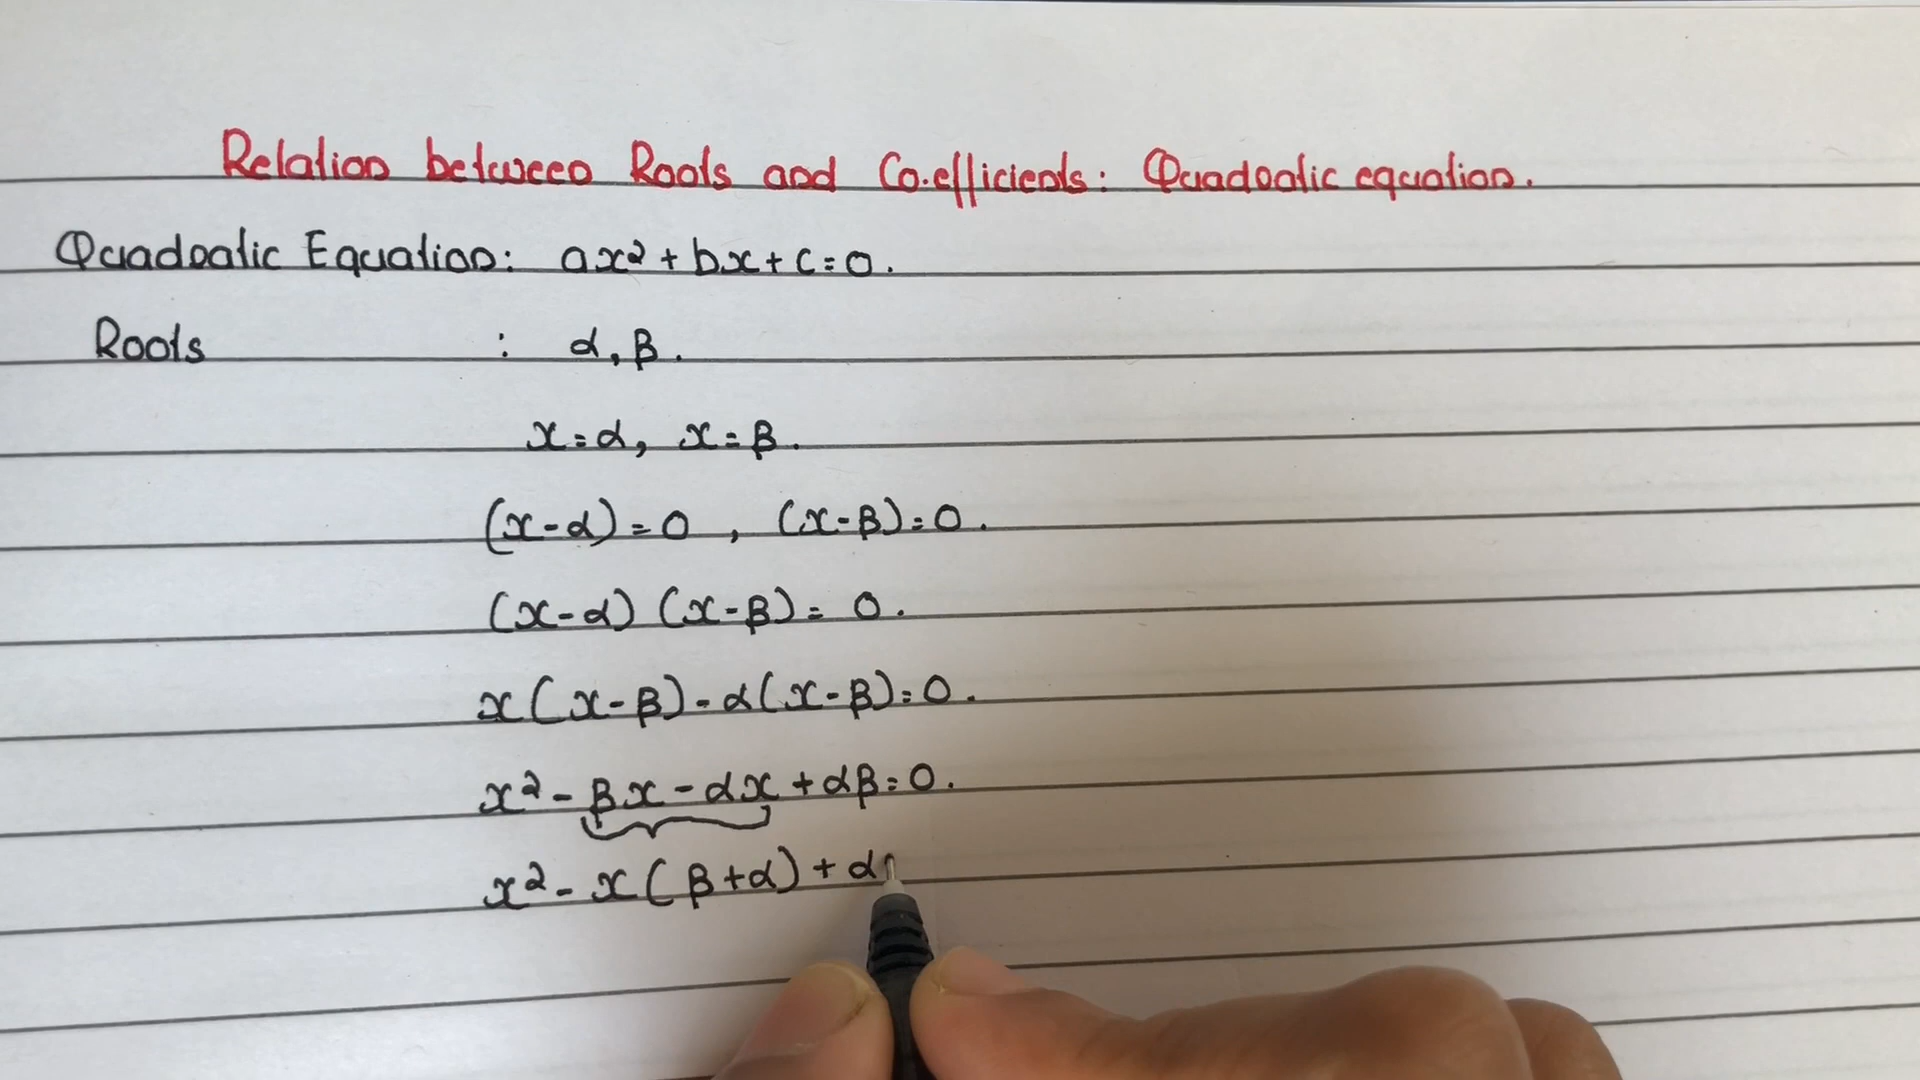 Relation between Roots and Co.efficients: Quadratic equation.
Quadratic Equation: ax² + bx + c = 0.
Roots : α, β.
x = α, x = β.
(x - α) = 0 , (x - β) = 0.
(x - α) (x - β) = 0.
x(x - β) - α(x - β) = 0.
x² - βx - αx + αβ = 0.
x² - x(β + α) + α